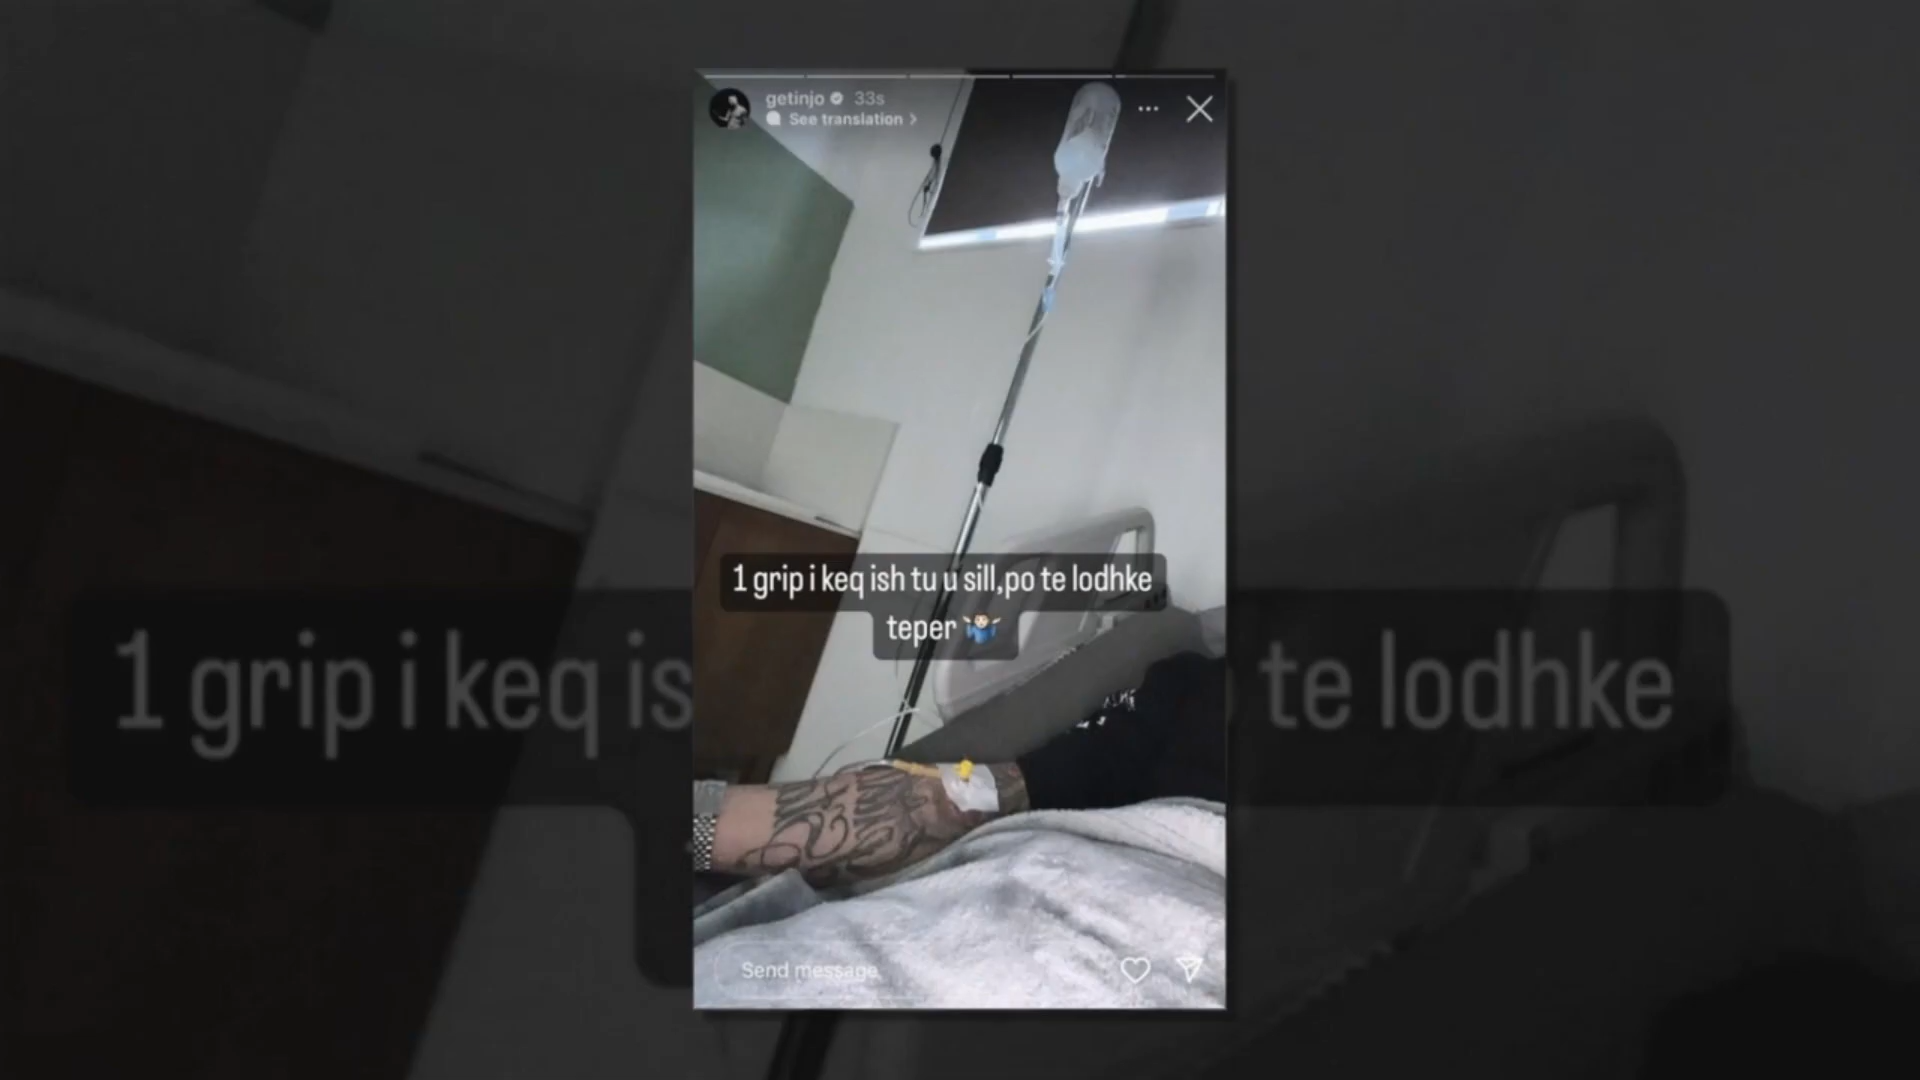 getinjo 33s
See translation
1 grip i keq ish tu u sill,po te lodhke
teper 🤷🏻‍♂️
Send message
1 grip i keq is
te lodhke